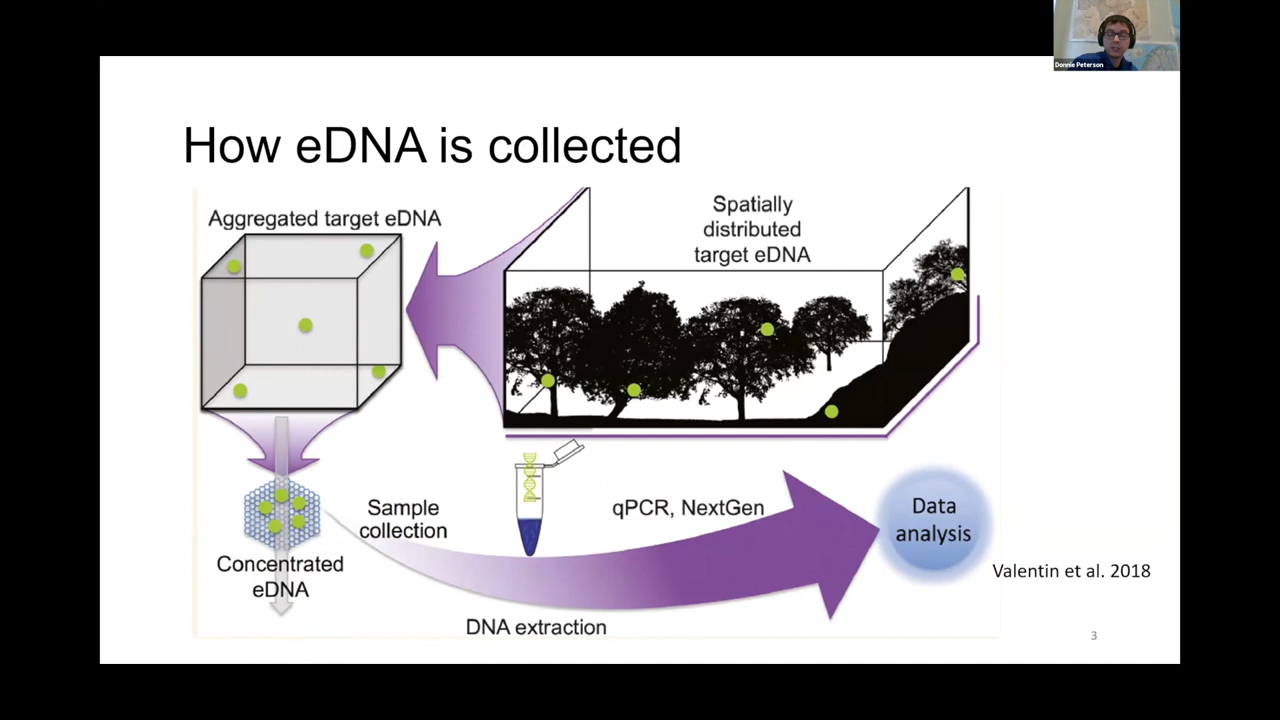 Donnie Peterson
How eDNA is collected
Aggregated target eDNA
Spatially
distributed
target eDNA
Sample
collection
qPCR, NextGen
Data
analysis
Concentrated
eDNA
Valentin et al. 2018
DNA extraction
3